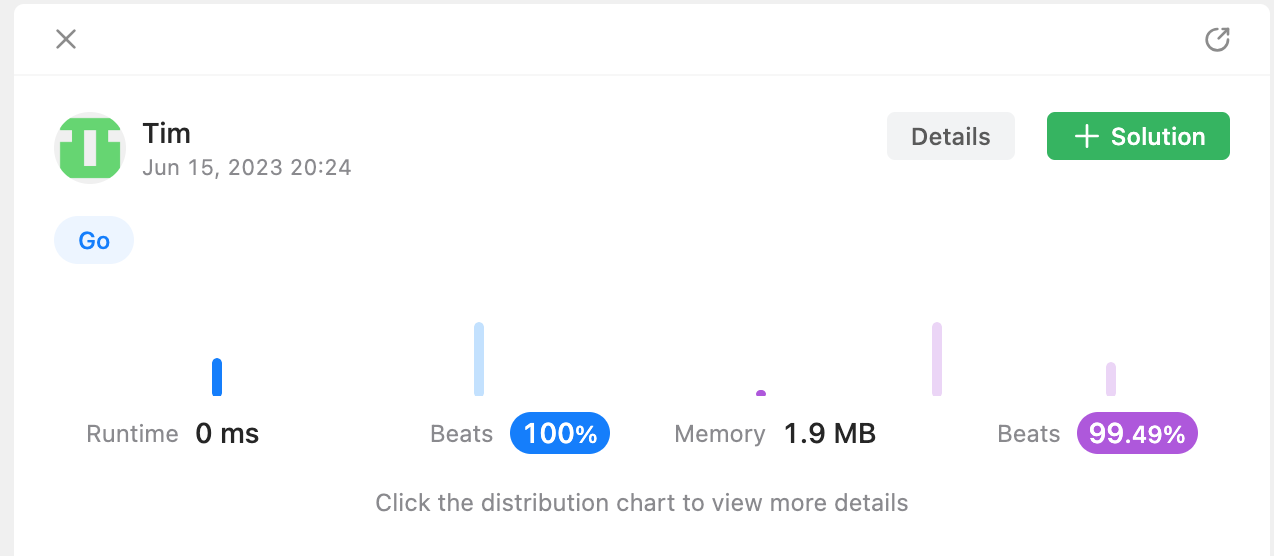 Tim
Jun 15, 2023 20:24
Details
+ Solution
Go
Runtime 0 ms
Beats 100%
Memory 1.9 MB
Beats 99.49%
Click the distribution chart to view more details